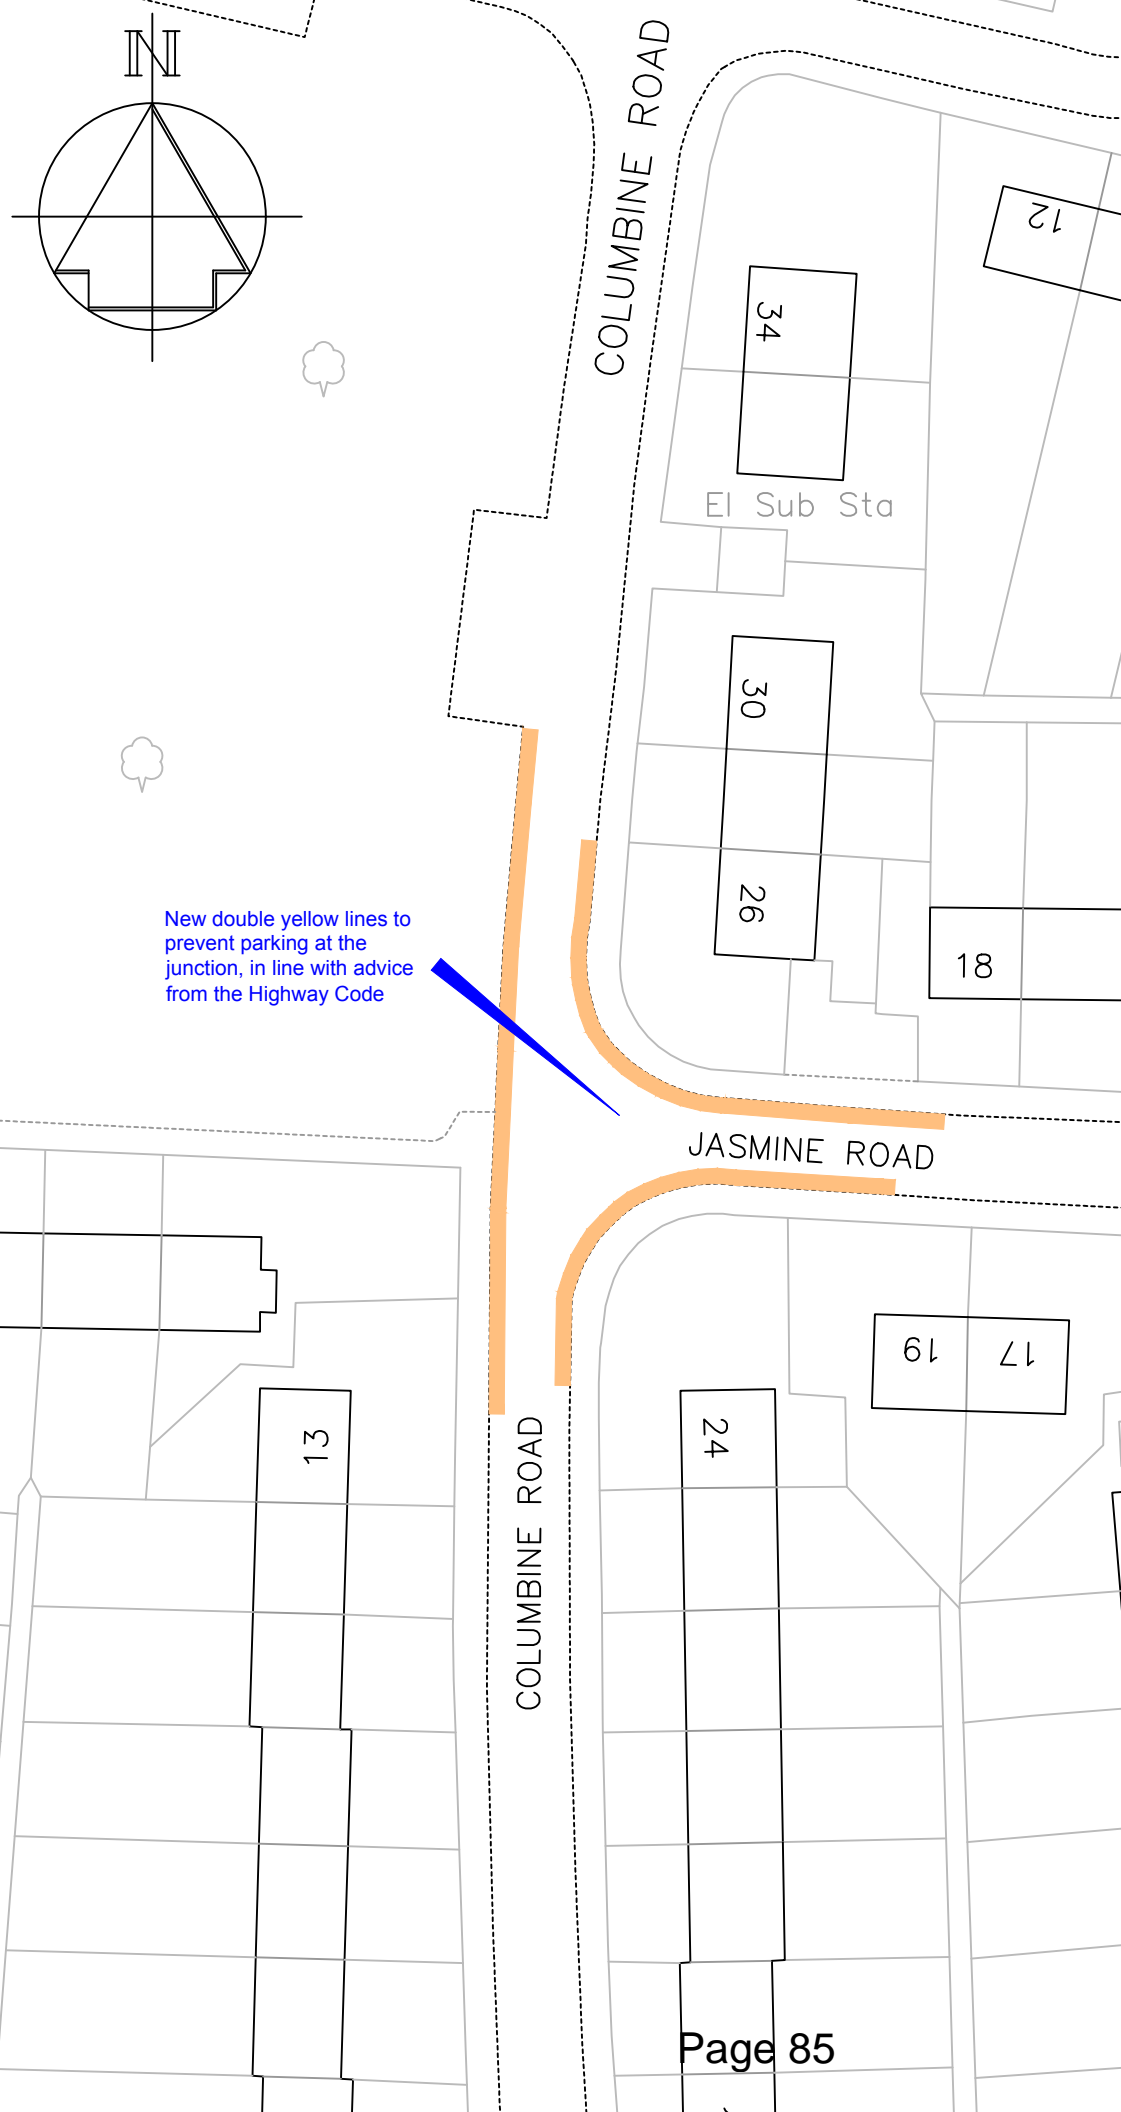 N
COLUMBINE ROAD
12
34
El Sub Sta
30
26
18
New double yellow lines to
prevent parking at the
junction, in line with advice
from the Highway Code
JASMINE ROAD
19
17
13
24
COLUMBINE ROAD
Page 85